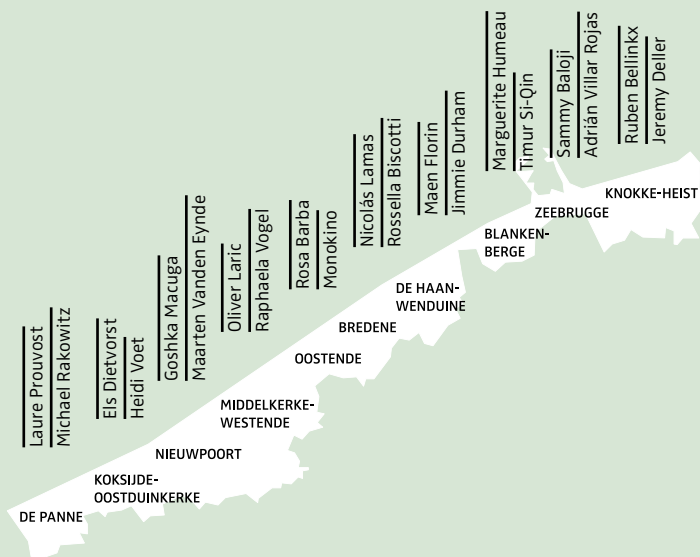 Laure Prouvost
Michael Rakowitz
Els Dietvorst
Heidi Voet
Goshka Macuga
Maarten Vanden Eynde
Oliver Laric
Raphaela Vogel
Rosa Barba
Monokino
Nicolás Lamas
Rossella Biscotti
Maen Florin
Jimmie Durham
Marguerite Humeau
Timur Si-Qin
Sammy Baloji
Adrián Villar Rojas
Ruben Bellinkx
Jeremy Deller
DE PANNE
KOKSIJDE-
OOSTDUINKERKE
NIEUWPOORT
MIDDELKERKE-
WESTENDE
OOSTENDE
BREDENE
DE HAAN-
WENDUINE
BLANKEN-
BERGE
ZEEBRUGGE
KNOKKE-HEIST